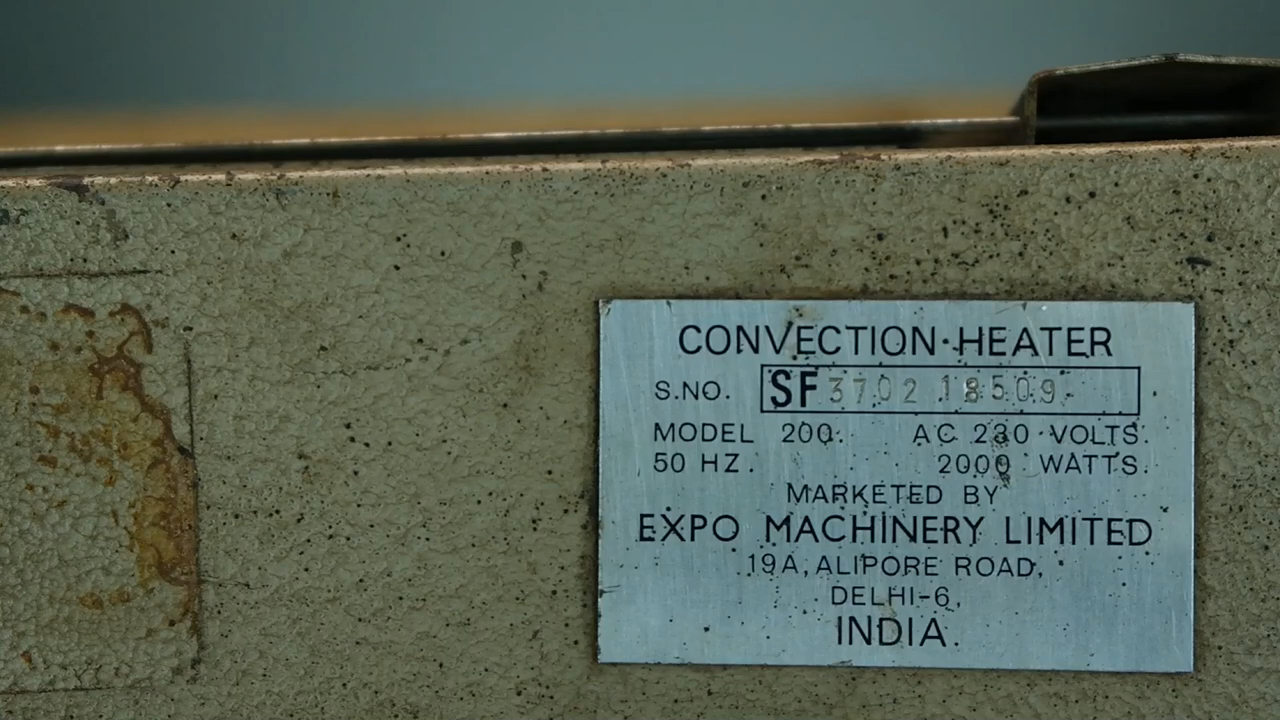 CONVECTION·HEATER
S.NO. SF 3702 18509
MODEL 200. AC 230 VOLTS.
50 HZ. 2000 WATTS.
MARKETED BY
EXPO MACHINERY LIMITED
19A, ALIPORE ROAD,
DELHI-6,
INDIA.